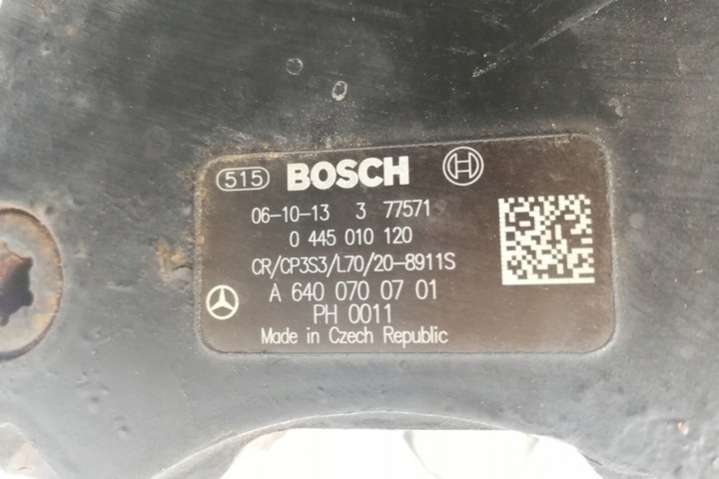 515 BOSCH
06-10-13 3 77571
0 445 010 120
CR/CP3S3/L70/20-8911S
A 640 070 07 01
PH 0011
Made in Czech Republic